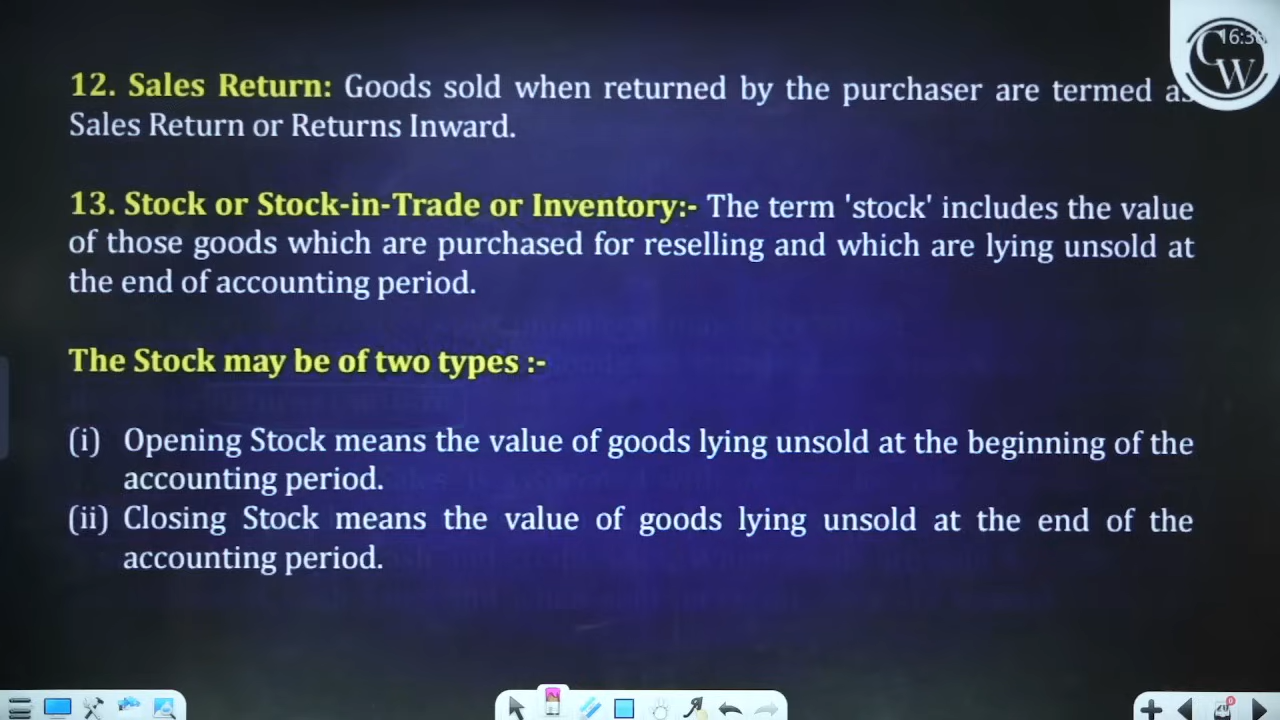 16:3
CW
12. Sales Return: Goods sold when returned by the purchaser are termed as
Sales Return or Returns Inward.
13. Stock or Stock-in-Trade or Inventory:- The term 'stock' includes the value
of those goods which are purchased for reselling and which are lying unsold at
the end of accounting period.
The Stock may be of two types :-
(i) Opening Stock means the value of goods lying unsold at the beginning of the
accounting period.
(ii) Closing Stock means the value of goods lying unsold at the end of the
accounting period.